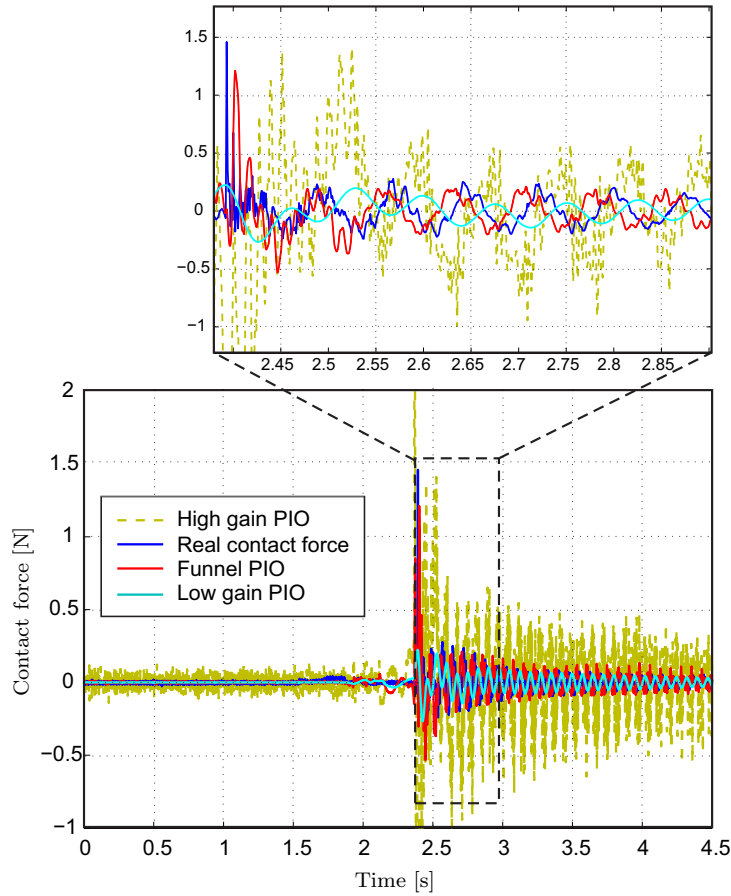 1.5
1
0.5
0
−0.5
−1
2.45 2.5 2.55 2.6 2.65 2.7 2.75 2.8 2.85
2
1.5
1
0.5
0
−0.5
−1
High gain PIO
Real contact force
Funnel PIO
Low gain PIO
Contact force [N]
0 0.5 1 1.5 2 2.5 3 3.5 4 4.5
Time [s]